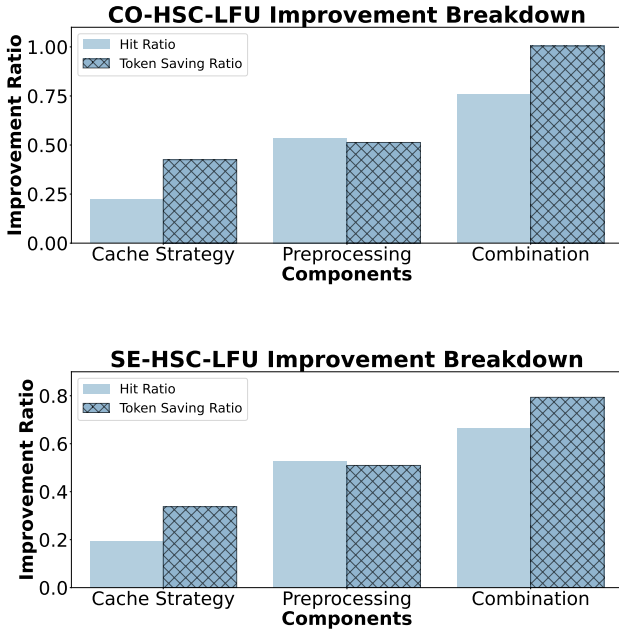 CO-HSC-LFU Improvement Breakdown
Improvement Ratio
1.00
0.75
0.50
0.25
0.00
Hit Ratio
Token Saving Ratio
Cache Strategy Preprocessing Combination
Components
SE-HSC-LFU Improvement Breakdown
Improvement Ratio
0.8
0.6
0.4
0.2
0.0
Hit Ratio
Token Saving Ratio
Cache Strategy Preprocessing Combination
Components